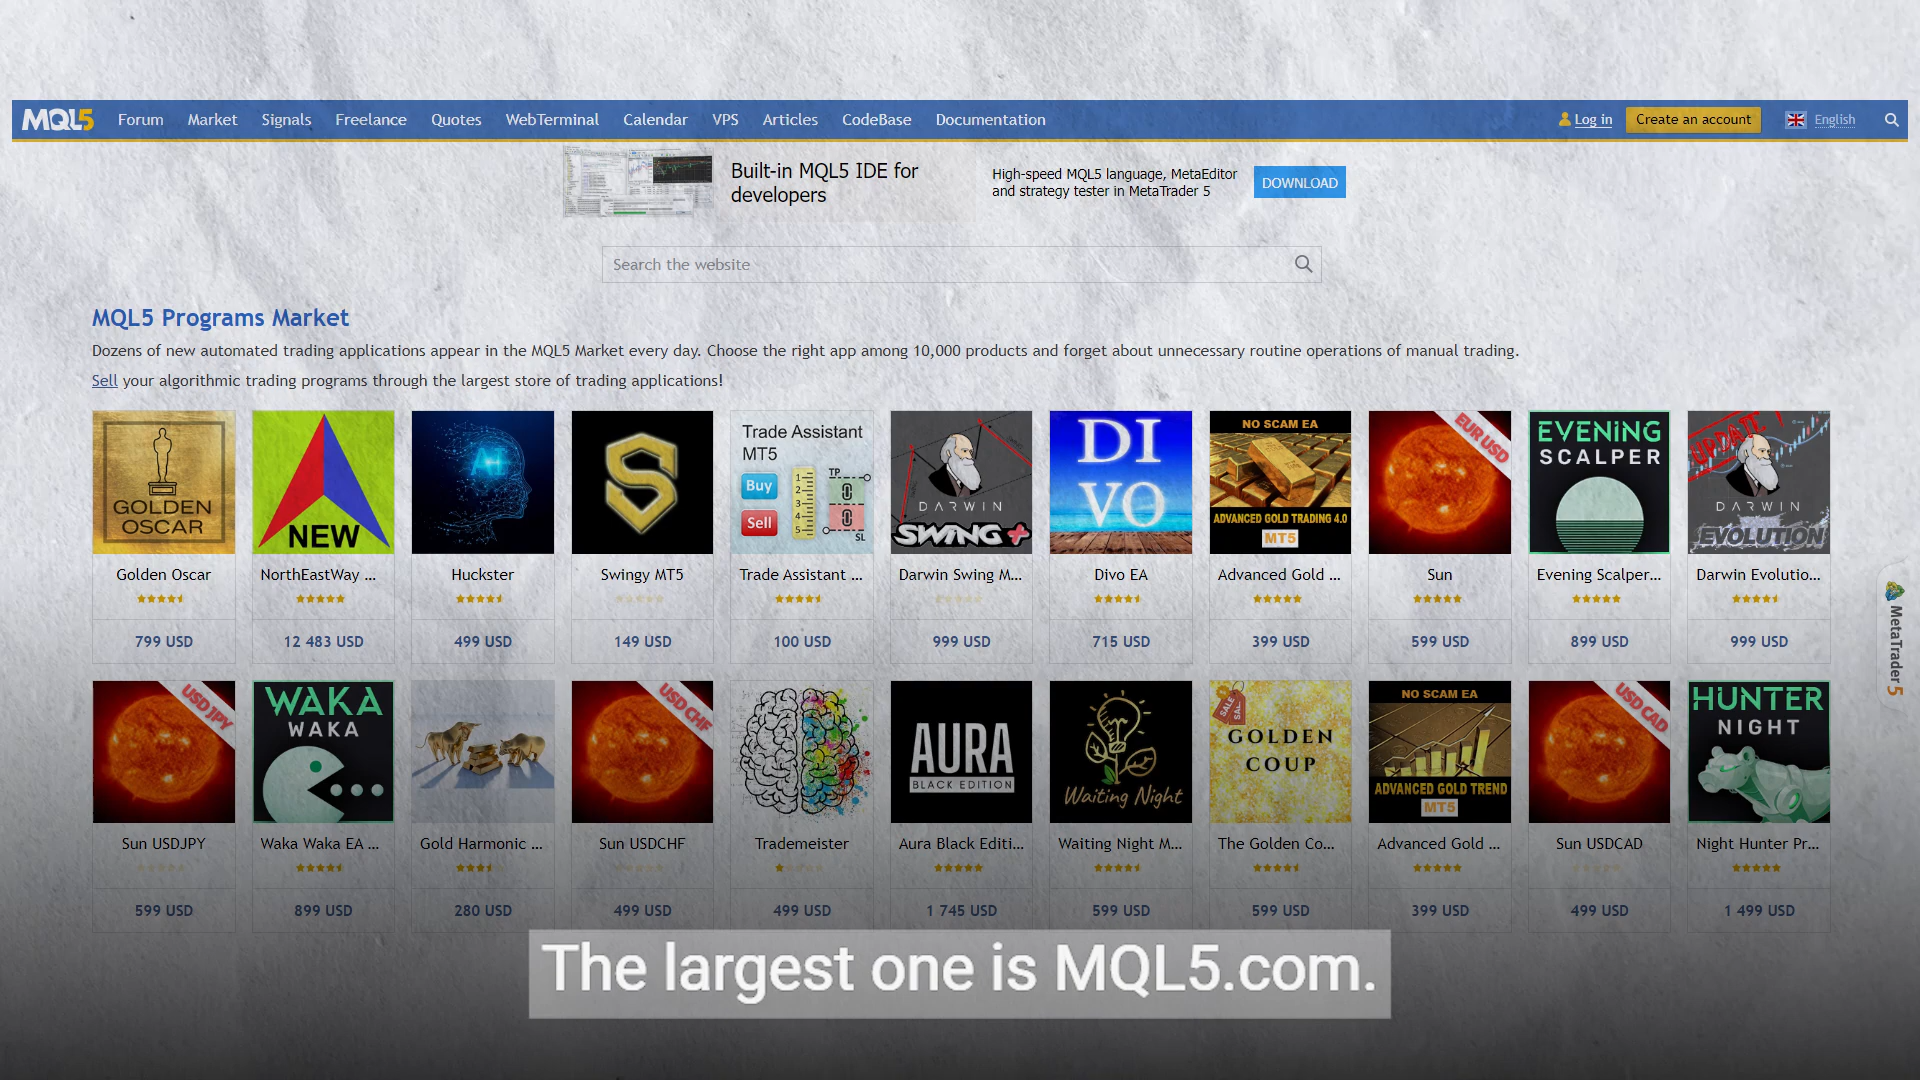 MQL5 Forum Market Signals Freelance Quotes WebTerminal Calendar VPS Articles CodeBase Documentation Log in Create an account English
Built-in MQL5 IDE for
developers
High-speed MQL5 language, MetaEditor
and strategy tester in MetaTrader 5
DOWNLOAD
Search the website
MQL5 Programs Market
Dozens of new automated trading applications appear in the MQL5 Market every day. Choose the right app among 10,000 products and forget about unnecessary routine operations of manual trading.
Sell your algorithmic trading programs through the largest store of trading applications!
GOLDEN
OSCAR
NEW
AI
S
Trade Assistant
MT5
Buy
Sell
TP
1
2
3
4
5
SL
DARWIN
SWING+
DI
VO
NO SCAM EA
ADVANCED GOLD TRADING 4.0
MT5
EUR USD
EVENING
SCALPER
UPDATE!
DARWIN
EVOLUTION
Golden Oscar NorthEastWay ... Huckster Swingy MT5 Trade Assistant ... Darwin Swing M... Divo EA Advanced Gold ... Sun Evening Scalper... Darwin Evolutio...
799 USD 12 483 USD 499 USD 149 USD 100 USD 999 USD 715 USD 399 USD 599 USD 899 USD 999 USD
MetaTrader 5
USD JPY
WAKA
WAKA
USD CHF
AURA
BLACK EDITION
Waiting Night
SALE
SALE
GOLDEN
COUP
NO SCAM EA
ADVANCED GOLD TREND
MT5
USD CAD
HUNTER
NIGHT
Sun USDJPY Waka Waka EA ... Gold Harmonic ... Sun USDCHF Trademeister Aura Black Editi... Waiting Night M... The Golden Co... Advanced Gold ... Sun USDCAD Night Hunter Pr...
599 USD 899 USD 280 USD 499 USD 499 USD 1 745 USD 599 USD 599 USD 399 USD 499 USD 1 499 USD
The largest one is MQL5.com.